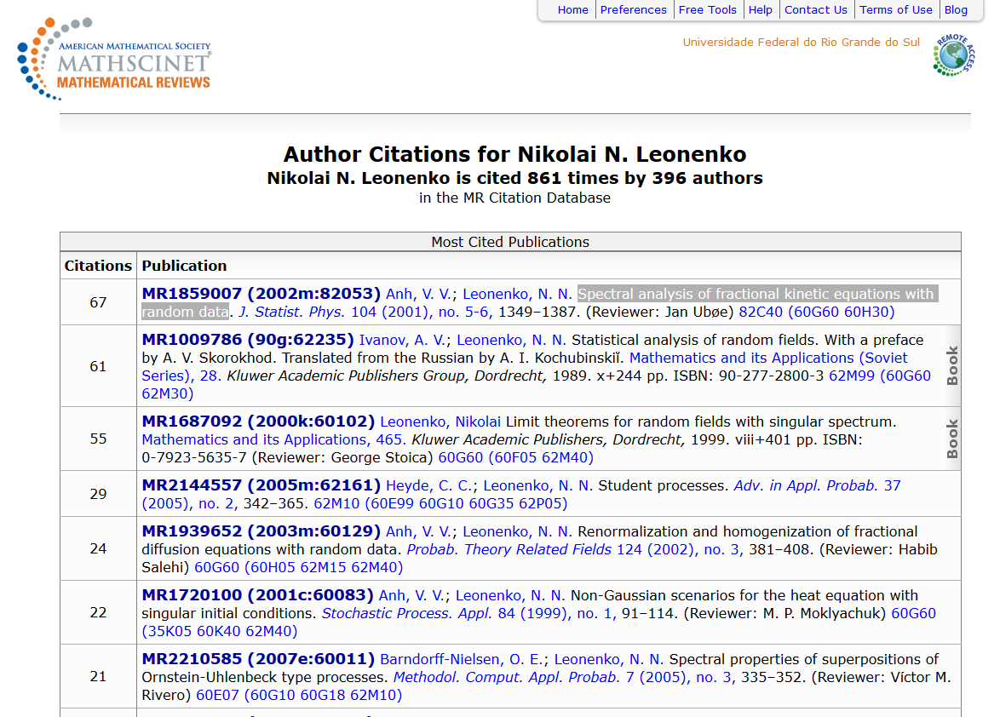 Home Preferences Free Tools Help Contact Us Terms of Use Blog
Universidade Federal do Rio Grande do Sul
REMOTE ACCESS
AMERICAN MATHEMATICAL SOCIETY
MATHSCINET®
MATHEMATICAL REVIEWS
Author Citations for Nikolai N. Leonenko
Nikolai N. Leonenko is cited 861 times by 396 authors
in the MR Citation Database
Most Cited Publications
Citations Publication
67 MR1859007 (2002m:82053) Anh, V. V.; Leonenko, N. N. Spectral analysis of fractional kinetic equations with
random data. J. Statist. Phys. 104 (2001), no. 5-6, 1349–1387. (Reviewer: Jan Ubøe) 82C40 (60G60 60H30)
61 MR1009786 (90g:62235) Ivanov, A. V.; Leonenko, N. N. Statistical analysis of random fields. With a preface
by A. V. Skorokhod. Translated from the Russian by A. I. Kochubinskiĭ. Mathematics and its Applications (Soviet
Series), 28. Kluwer Academic Publishers Group, Dordrecht, 1989. x+244 pp. ISBN: 90-277-2800-3 62M99 (60G60
62M30)
Book
55 MR1687092 (2000k:60102) Leonenko, Nikolai Limit theorems for random fields with singular spectrum.
Mathematics and its Applications, 465. Kluwer Academic Publishers, Dordrecht, 1999. viii+401 pp. ISBN:
0-7923-5635-7 (Reviewer: George Stoica) 60G60 (60F05 62M40)
Book
29 MR2144557 (2005m:62161) Heyde, C. C.; Leonenko, N. N. Student processes. Adv. in Appl. Probab. 37
(2005), no. 2, 342–365. 62M10 (60E99 60G10 60G35 62P05)
24 MR1939652 (2003m:60129) Anh, V. V.; Leonenko, N. N. Renormalization and homogenization of fractional
diffusion equations with random data. Probab. Theory Related Fields 124 (2002), no. 3, 381–408. (Reviewer: Habib
Salehi) 60G60 (60H05 62M15 62M40)
22 MR1720100 (2001c:60083) Anh, V. V.; Leonenko, N. N. Non-Gaussian scenarios for the heat equation with
singular initial conditions. Stochastic Process. Appl. 84 (1999), no. 1, 91–114. (Reviewer: M. P. Moklyachuk) 60G60
(35K05 60K40 62M40)
21 MR2210585 (2007e:60011) Barndorff-Nielsen, O. E.; Leonenko, N. N. Spectral properties of superpositions of
Ornstein-Uhlenbeck type processes. Methodol. Comput. Appl. Probab. 7 (2005), no. 3, 335–352. (Reviewer: Víctor M.
Rivero) 60E07 (60G10 60G18 62M10)